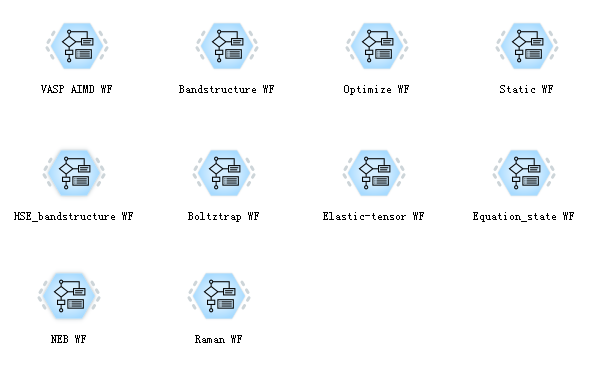 VASP AIMD WF
Bandstructure WF
Optimize WF
Static WF
HSE_bandstructure WF
Boltztrap WF
Elastic-tensor WF
Equation_state WF
NEB WF
Raman WF